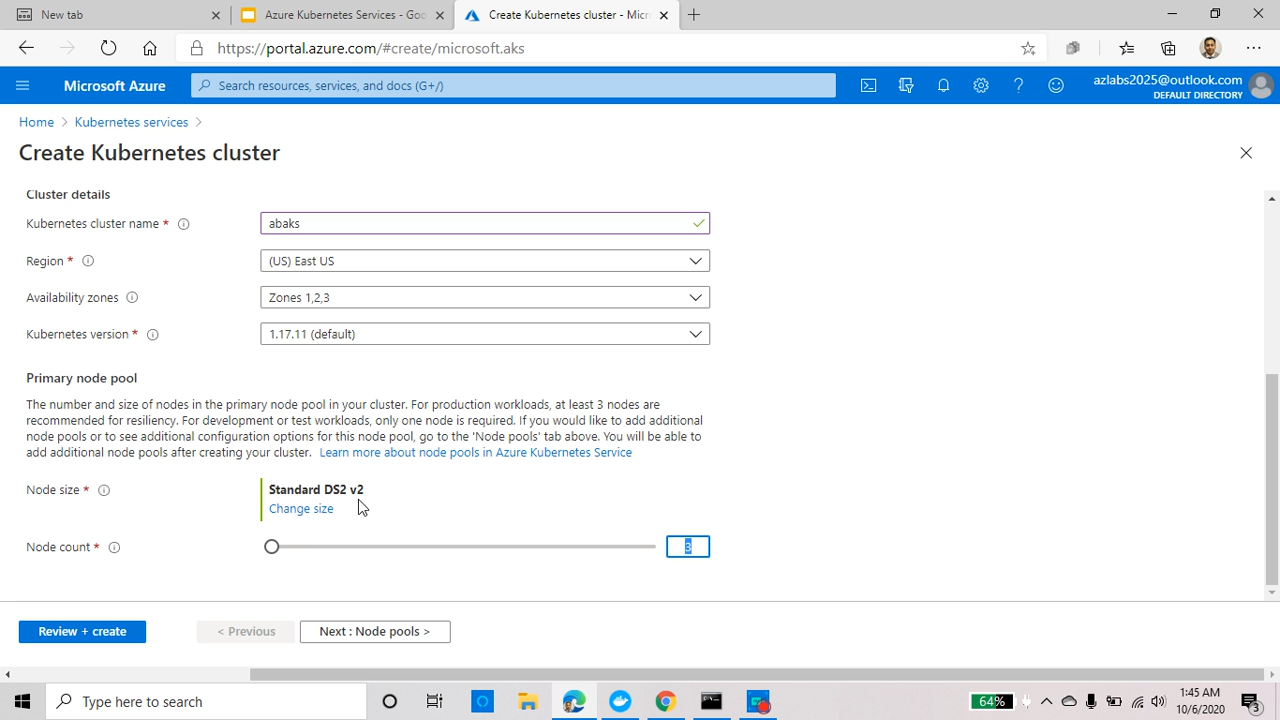 New tab
Azure Kubernetes Services - Goo
Create Kubernetes cluster - Micr
https://portal.azure.com/#create/microsoft.aks
Microsoft Azure
Search resources, services, and docs (G+/)
azlabs2025@outlook.com
DEFAULT DIRECTORY
Home > Kubernetes services >
Create Kubernetes cluster
Cluster details
Kubernetes cluster name *
abaks
Region *
(US) East US
Availability zones
Zones 1,2,3
Kubernetes version *
1.17.11 (default)
Primary node pool
The number and size of nodes in the primary node pool in your cluster. For production workloads, at least 3 nodes are
recommended for resiliency. For development or test workloads, only one node is required. If you would like to add additional
node pools or to see additional configuration options for this node pool, go to the 'Node pools' tab above. You will be able to
add additional node pools after creating your cluster. Learn more about node pools in Azure Kubernetes Service
Node size *
Standard DS2 v2
Change size
Node count *
3
Review + create
< Previous
Next : Node pools >
Type here to search
64%
1:45 AM
10/6/2020
3